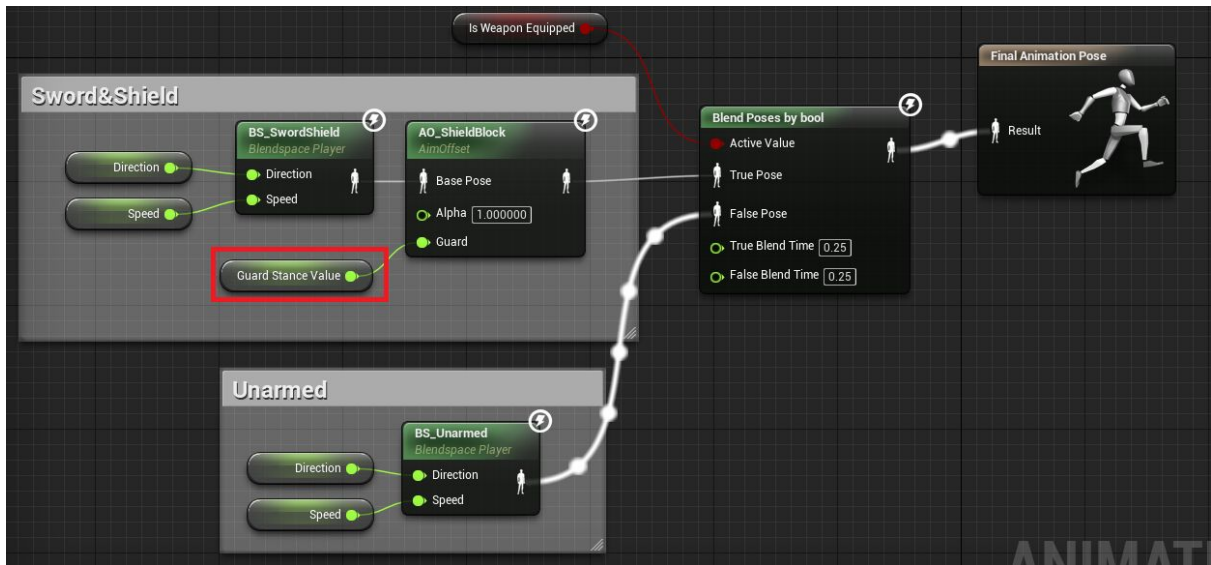 Is Weapon Equipped
Final Animation Pose
Result
Sword&Shield
BS_SwordShield
Blendspace Player
Direction
Speed
Direction
Speed
AO_ShieldBlock
AimOffset
Base Pose
Alpha 1.000000
Guard
Guard Stance Value
Blend Poses by bool
Active Value
True Pose
False Pose
True Blend Time 0.25
False Blend Time 0.25
Unarmed
BS_Unarmed
Blendspace Player
Direction
Speed
Direction
Speed
ANIMAT